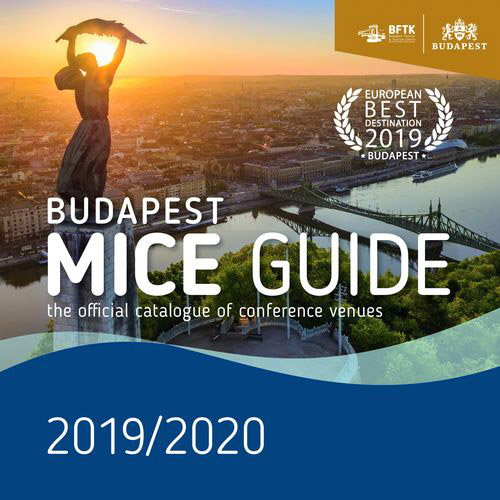 BFTK
BUDAPEST
EUROPEAN
BEST
DESTINATION
2019
BUDAPEST
BUDAPEST
MICE GUIDE
the official catalogue of conference venues
2019/2020